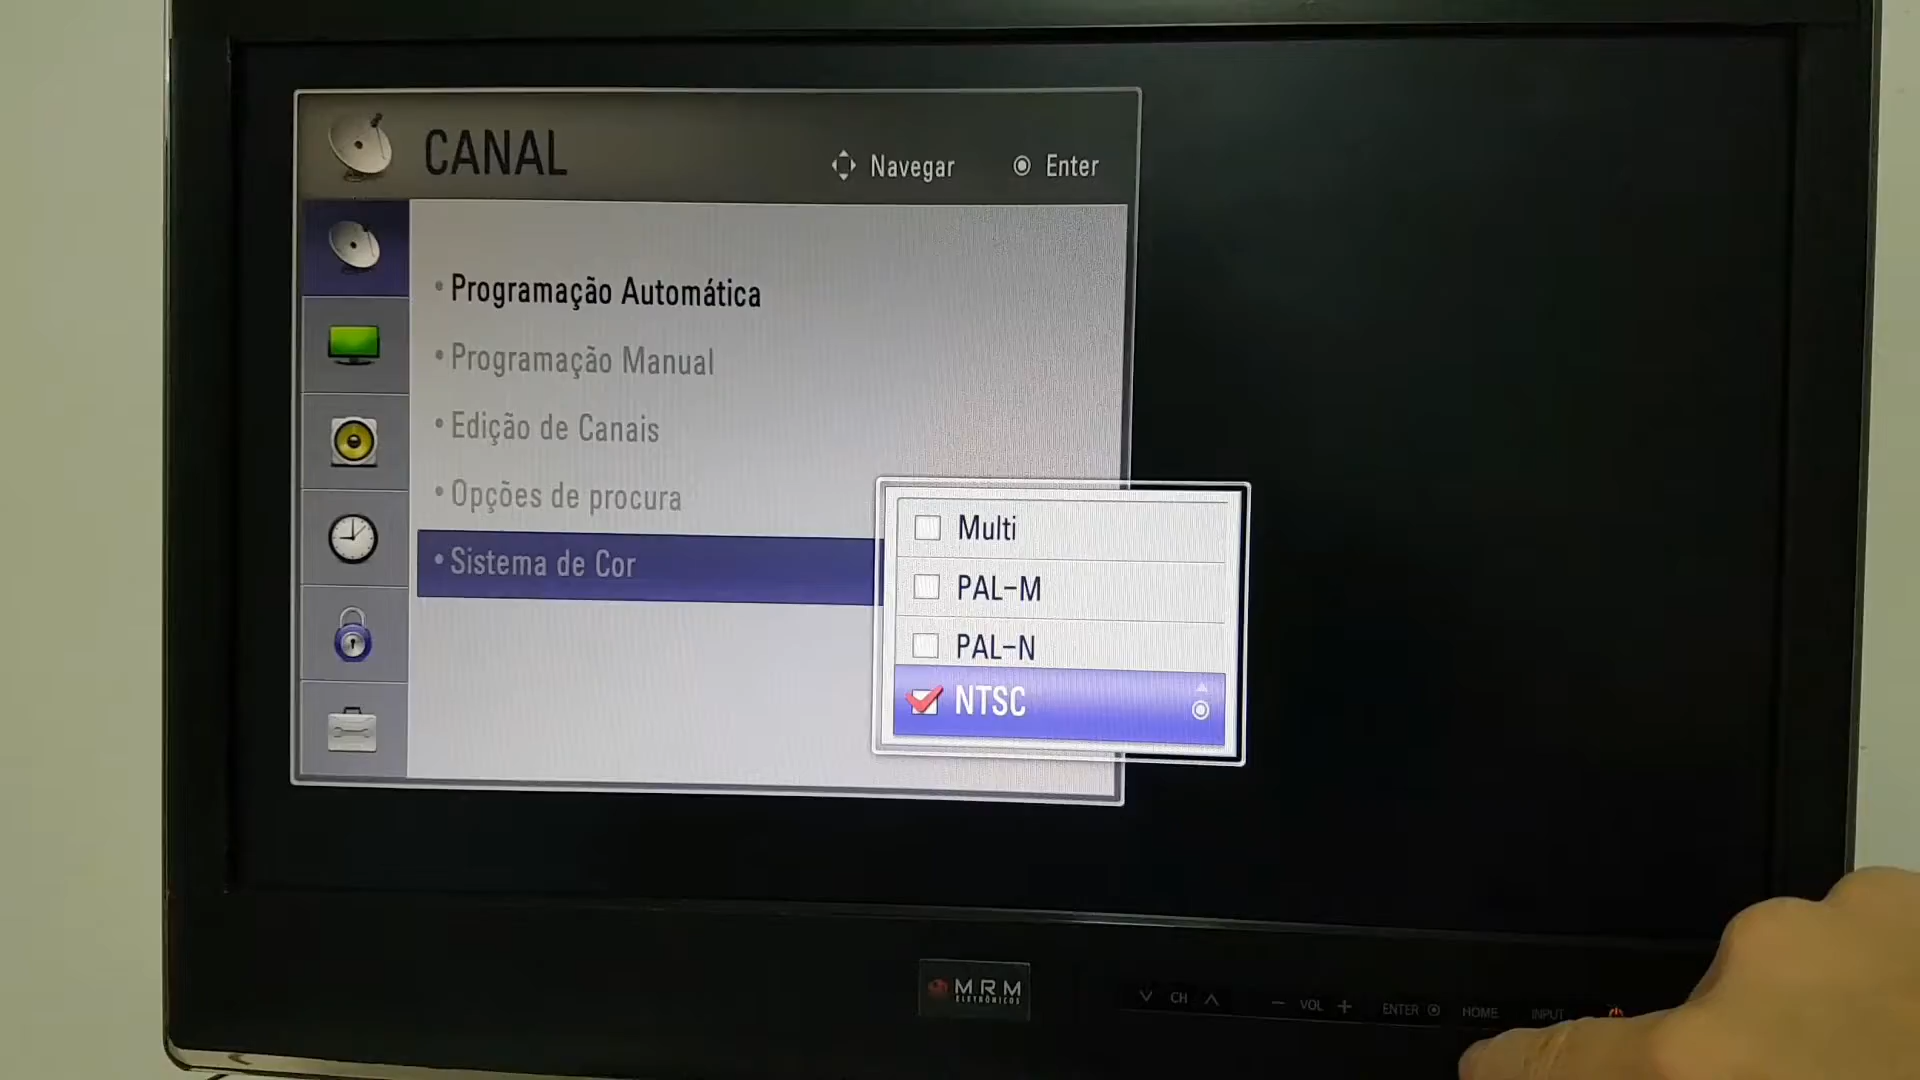 CANAL
Navegar
Enter
• Programação Automática
• Programação Manual
• Edição de Canais
• Opções de procura
• Sistema de Cor
Multi
PAL-M
PAL-N
NTSC
MRM
ELETRÔNICOS
CH
− VOL +
ENTER
HOME
INPUT